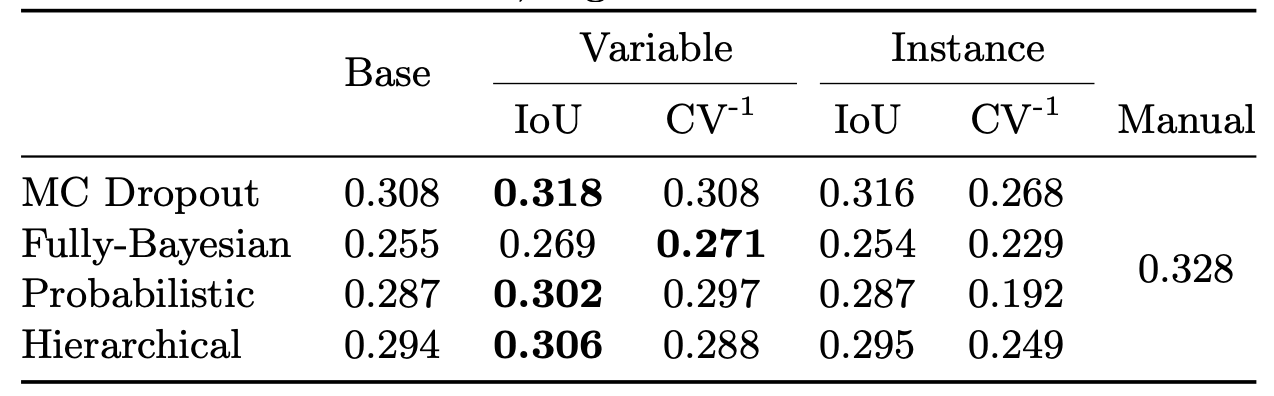 Variable Instance
Base
IoU CV-1 IoU CV-1 Manual
MC Dropout 0.308 0.318 0.308 0.316 0.268
Fully-Bayesian 0.255 0.269 0.271 0.254 0.229
0.328
Probabilistic 0.287 0.302 0.297 0.287 0.192
Hierarchical 0.294 0.306 0.288 0.295 0.249